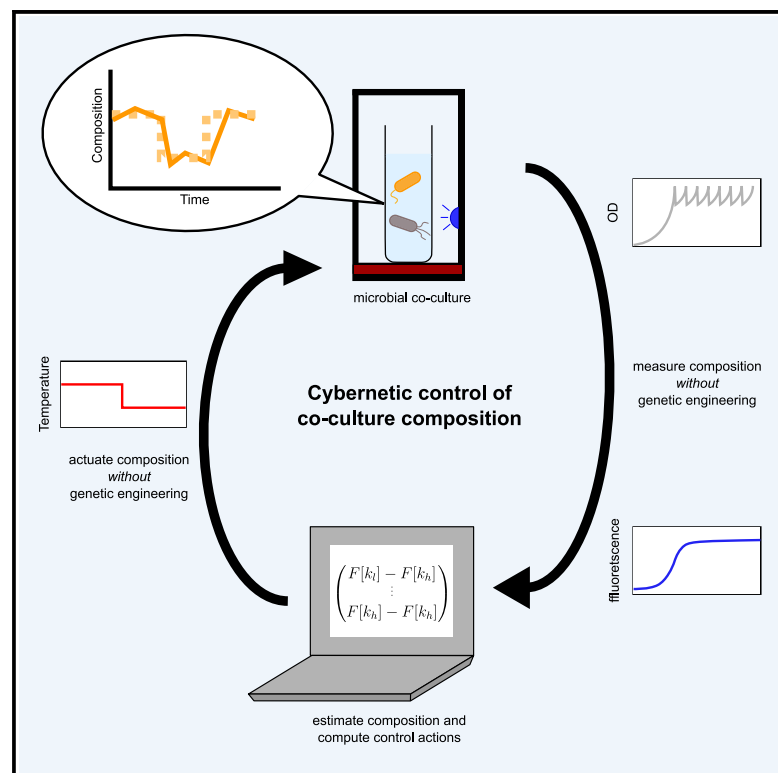 Composition
Time
microbial co-culture
OD
measure composition
without
genetic engineering
Temperature
Cybernetic control of
co-culture composition
actuate composition
without
genetic engineering
ffluoretscence
F[k_l] − F[k_h]
⋮
F[k_h] − F[k_h]
estimate composition and
compute control actions